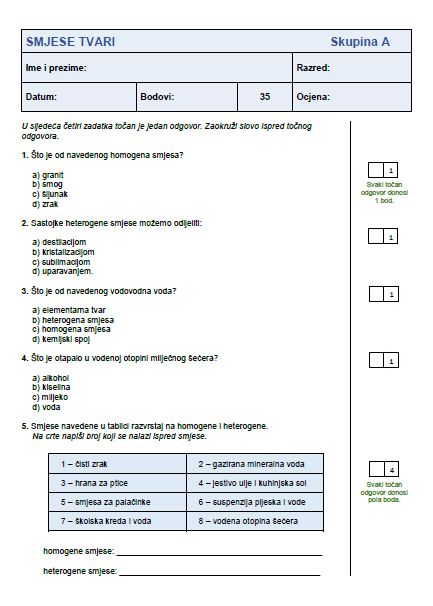 SMJESE TVARI Skupina A
Ime i prezime: Razred:
Datum: Bodovi: 35 Ocjena:
U sljedeća četiri zadatka točan je jedan odgovor. Zaokruži slovo ispred točnog
odgovora.
1. Što je od navedenog homogena smjesa?
1
Svaki točan
odgovor donosi
1 bod.
a) granit
b) smog
c) šljunak
d) zrak
2. Sastojke heterogene smjese možemo odijeliti:
1
a) destilacijom
b) kristalizacijom
c) sublimacijom
d) uparavanjem.
3. Što je od navedenog vodovodna voda?
1
a) elementarna tvar
b) heterogena smjesa
c) homogena smjesa
d) kemijski spoj
4. Što je otapalo u vodenoj otopini mliječnog šećera?
1
a) alkohol
b) kiselina
c) mlijeko
d) voda
5. Smjese navedene u tablici razvrstaj na homogene i heterogene.
Na crte napiši broj koji se nalazi ispred smjese.
4
Svaki točan
odgovor donosi
pola boda.
1 – čisti zrak 2 – gazirana mineralna voda
3 – hrana za ptice 4 – jestivo ulje i kuhinjska sol
5 – smjesa za palačinke 6 – suspenzija pijeska i vode
7 – školska kreda i voda 8 – vodena otopina šećera
homogene smjese:
heterogene smjese: